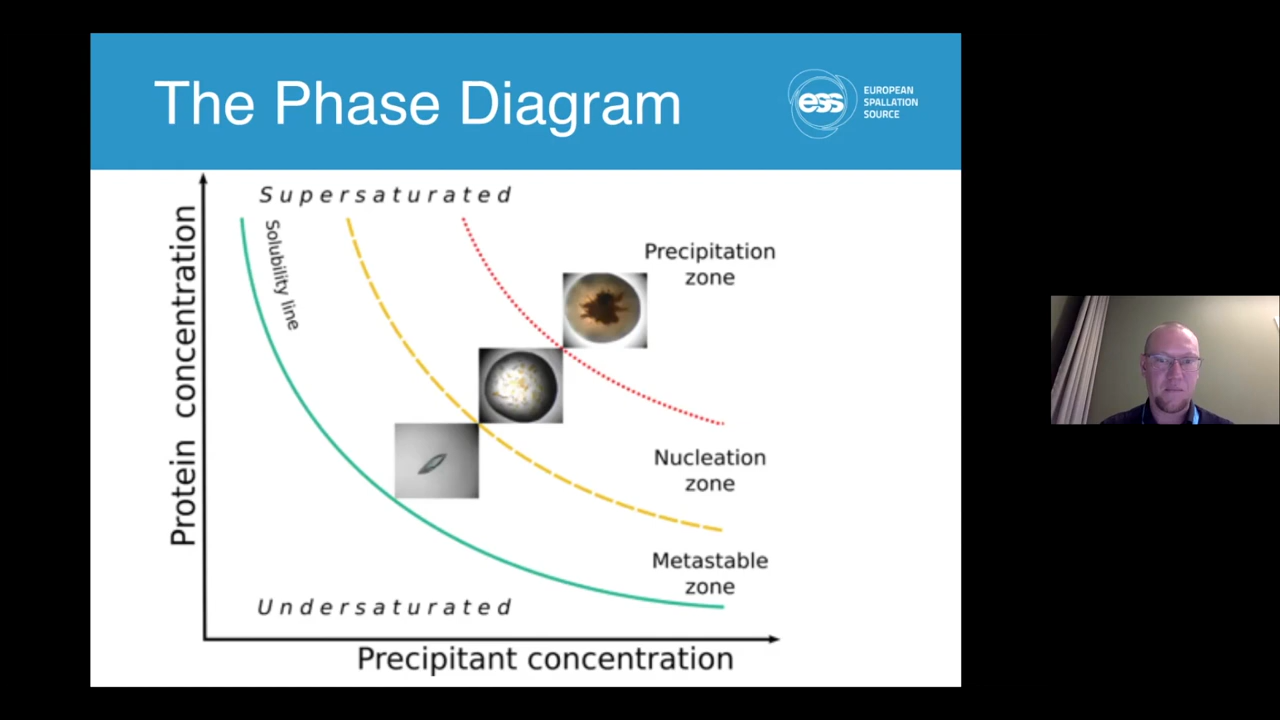 The Phase Diagram
ess
EUROPEAN
SPALLATION
SOURCE
Supersaturated
Solubility line
Precipitation
zone
Protein concentration
Nucleation
zone
Metastable
zone
Undersaturated
Precipitant concentration